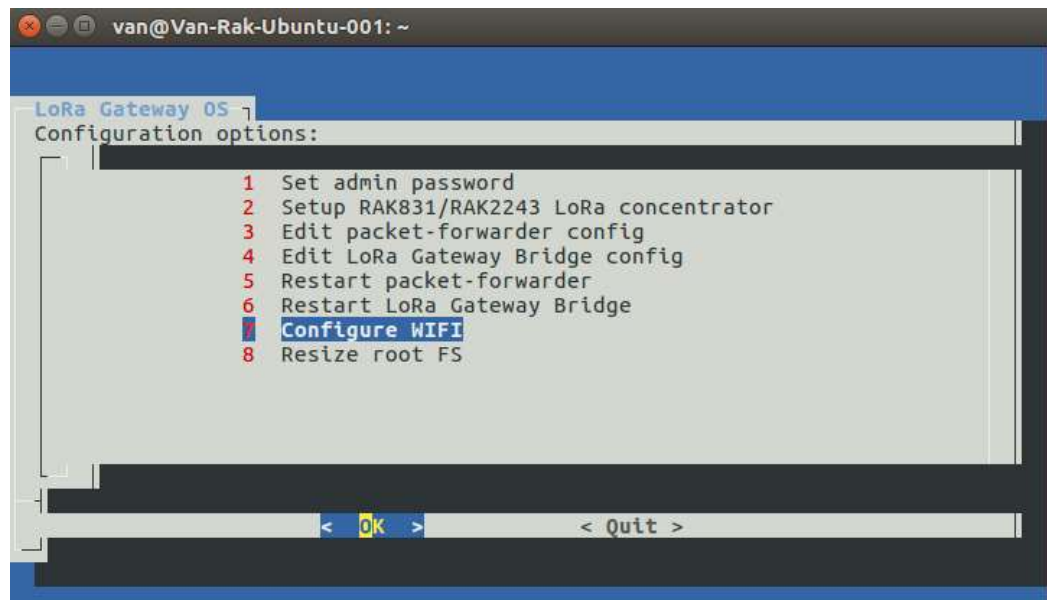 van@Van-Rak-Ubuntu-001: ~
LoRa Gateway OS
Configuration options:
1 Set admin password
2 Setup RAK831/RAK2243 LoRa concentrator
3 Edit packet-forwarder config
4 Edit LoRa Gateway Bridge config
5 Restart packet-forwarder
6 Restart LoRa Gateway Bridge
7 Configure WIFI
8 Resize root FS
< OK > < Quit >